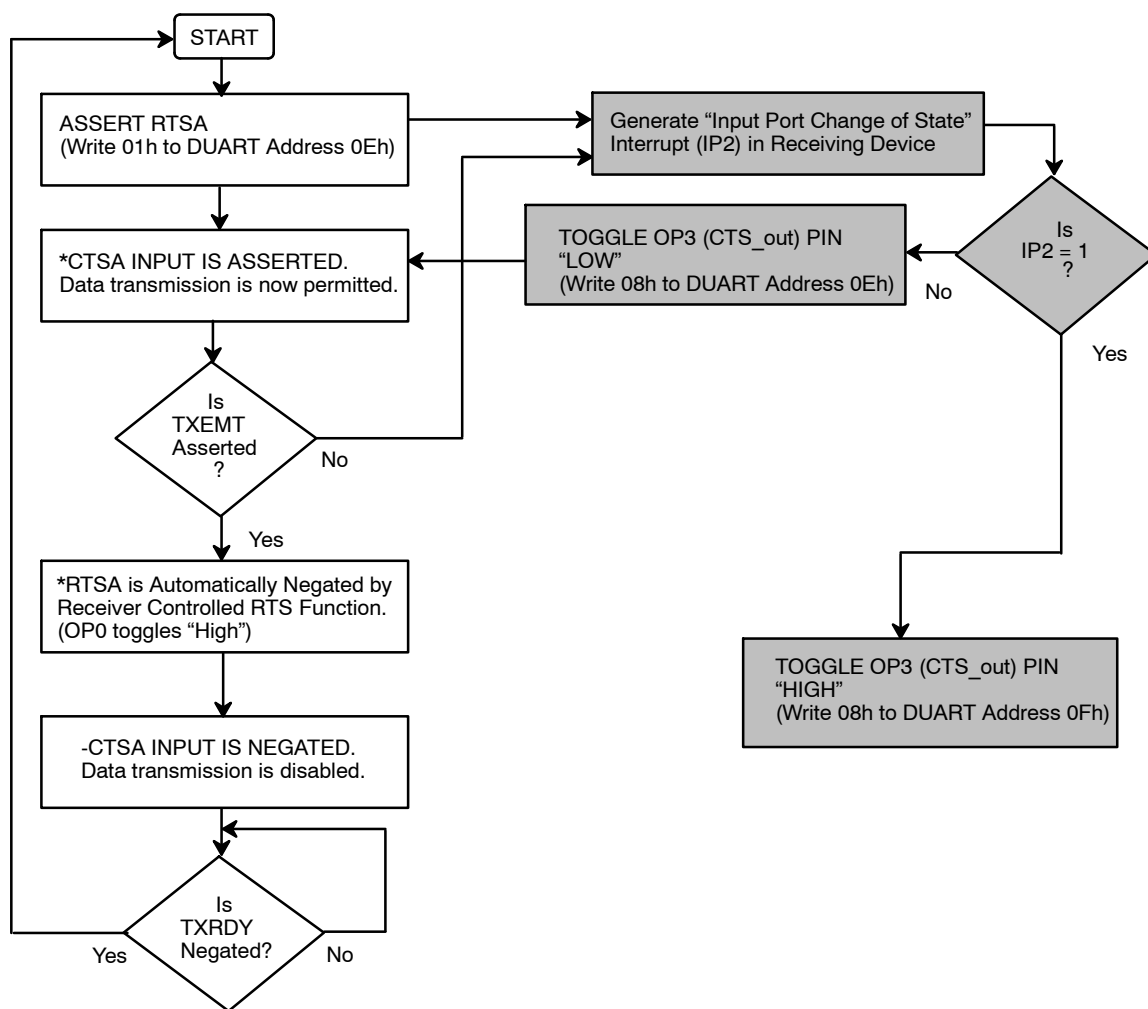 START
ASSERT RTSA
(Write 01h to DUART Address 0Eh)
Generate “Input Port Change of State”
Interrupt (IP2) in Receiving Device
Is
IP2 = 1
?
No
Yes
TOGGLE OP3 (CTS_out) PIN
“LOW”
(Write 08h to DUART Address 0Eh)
*CTSA INPUT IS ASSERTED.
Data transmission is now permitted.
Is
TXEMT
Asserted
?
No
Yes
*RTSA is Automatically Negated by
Receiver Controlled RTS Function.
(OP0 toggles “High”)
TOGGLE OP3 (CTS_out) PIN
“HIGH”
(Write 08h to DUART Address 0Fh)
-CTSA INPUT IS NEGATED.
Data transmission is disabled.
Is
TXRDY
Negated?
Yes
No